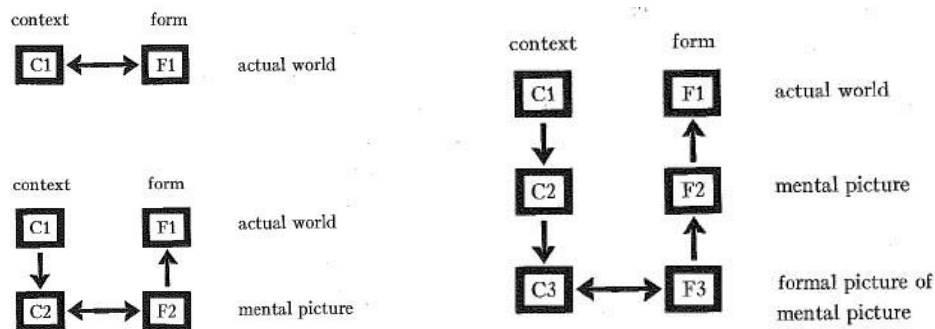 context form
C1 F1 actual world
context form
C1 F1 actual world
C2 F2 mental picture
context form
C1 F1 actual world
C2 F2 mental picture
C3 F3 formal picture of
mental picture